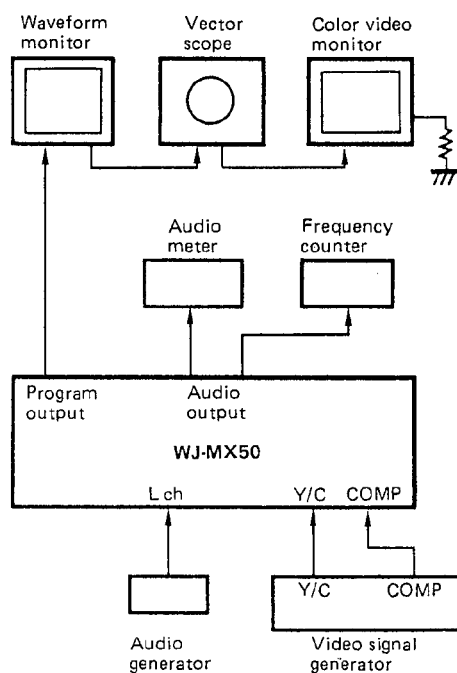 Waveform
monitor
Vector
scope
Color video
monitor
Audio
meter
Frequency
counter
Program
output
Audio
output
WJ-MX50
L ch
Y/C
COMP
Y/C
COMP
Audio
generator
Video signal
generator